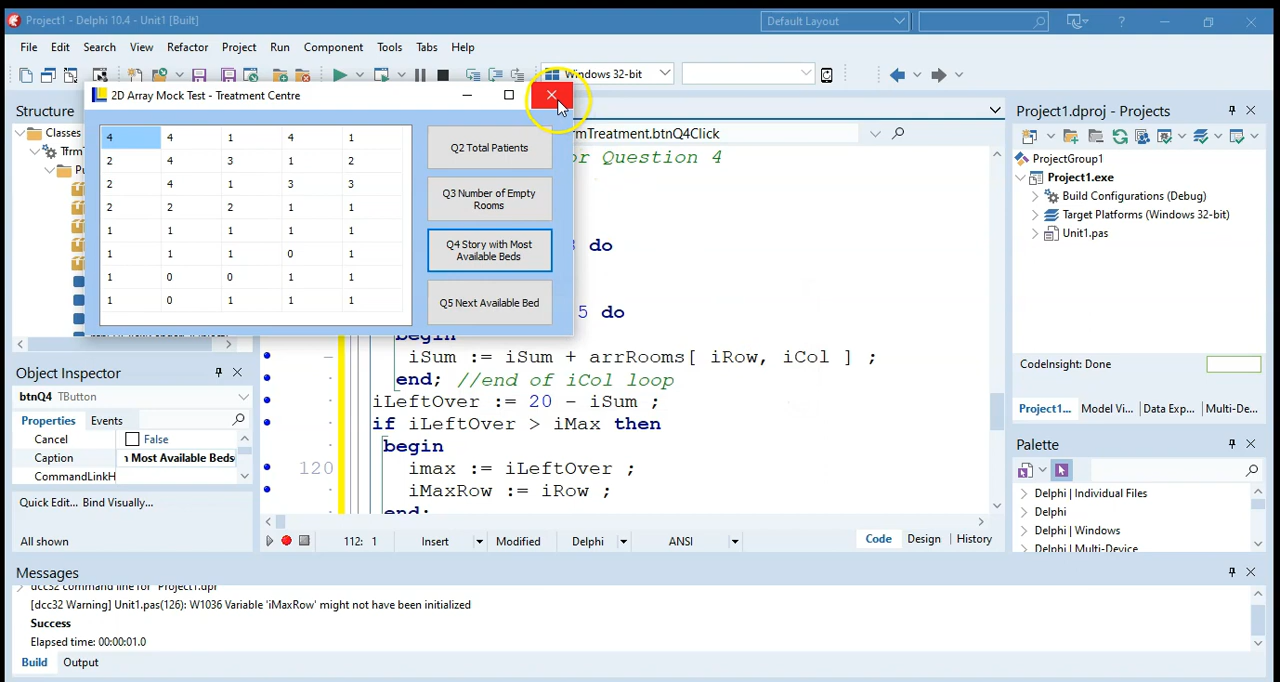 Project1 - Delphi 10.4 - Unit1 [Built]
Default Layout
File Edit Search View Refactor Project Run Component Tools Tabs Help
Windows 32-bit
Structure
2D Array Mock Test - Treatment Centre
Project1.dproj - Projects
Classes
rmTreatment.btnQ4Click
4 4 1 4 1
2 4 3 1 2
2 4 1 3 3
2 2 2 1 1
1 1 1 1 1
1 1 1 0 1
1 0 0 1 1
1 0 1 1 1
Q2 Total Patients
Q3 Number of Empty
Rooms
Q4 Story with Most
Available Beds
Q5 Next Available Bed
or Question 4
do
5 do
begin
iSum := iSum + arrRooms[ iRow, iCol ] ;
end; //end of iCol loop
iLeftOver := 20 - iSum ;
if iLeftOver > iMax then
begin
120 imax := iLeftOver ;
iMaxRow := iRow ;
end;
ProjectGroup1
Project1.exe
Build Configurations (Debug)
Target Platforms (Windows 32-bit)
Unit1.pas
CodeInsight: Done
Project1... Model Vi... Data Exp... Multi-De...
Object Inspector
btnQ4 TButton
Properties Events
Cancel False
Caption Most Available Beds
CommandLinkH
Quick Edit... Bind Visually...
All shown
112: 1 Insert Modified Delphi ANSI Code Design History
Palette
Delphi | Individual Files
Delphi
Delphi | Windows
Delphi | Multi-Device
Messages
dcc32 command line for "Project1.dpr"
[dcc32 Warning] Unit1.pas(126): W1036 Variable 'iMaxRow' might not have been initialized
Success
Elapsed time: 00:00:01.0
Build Output